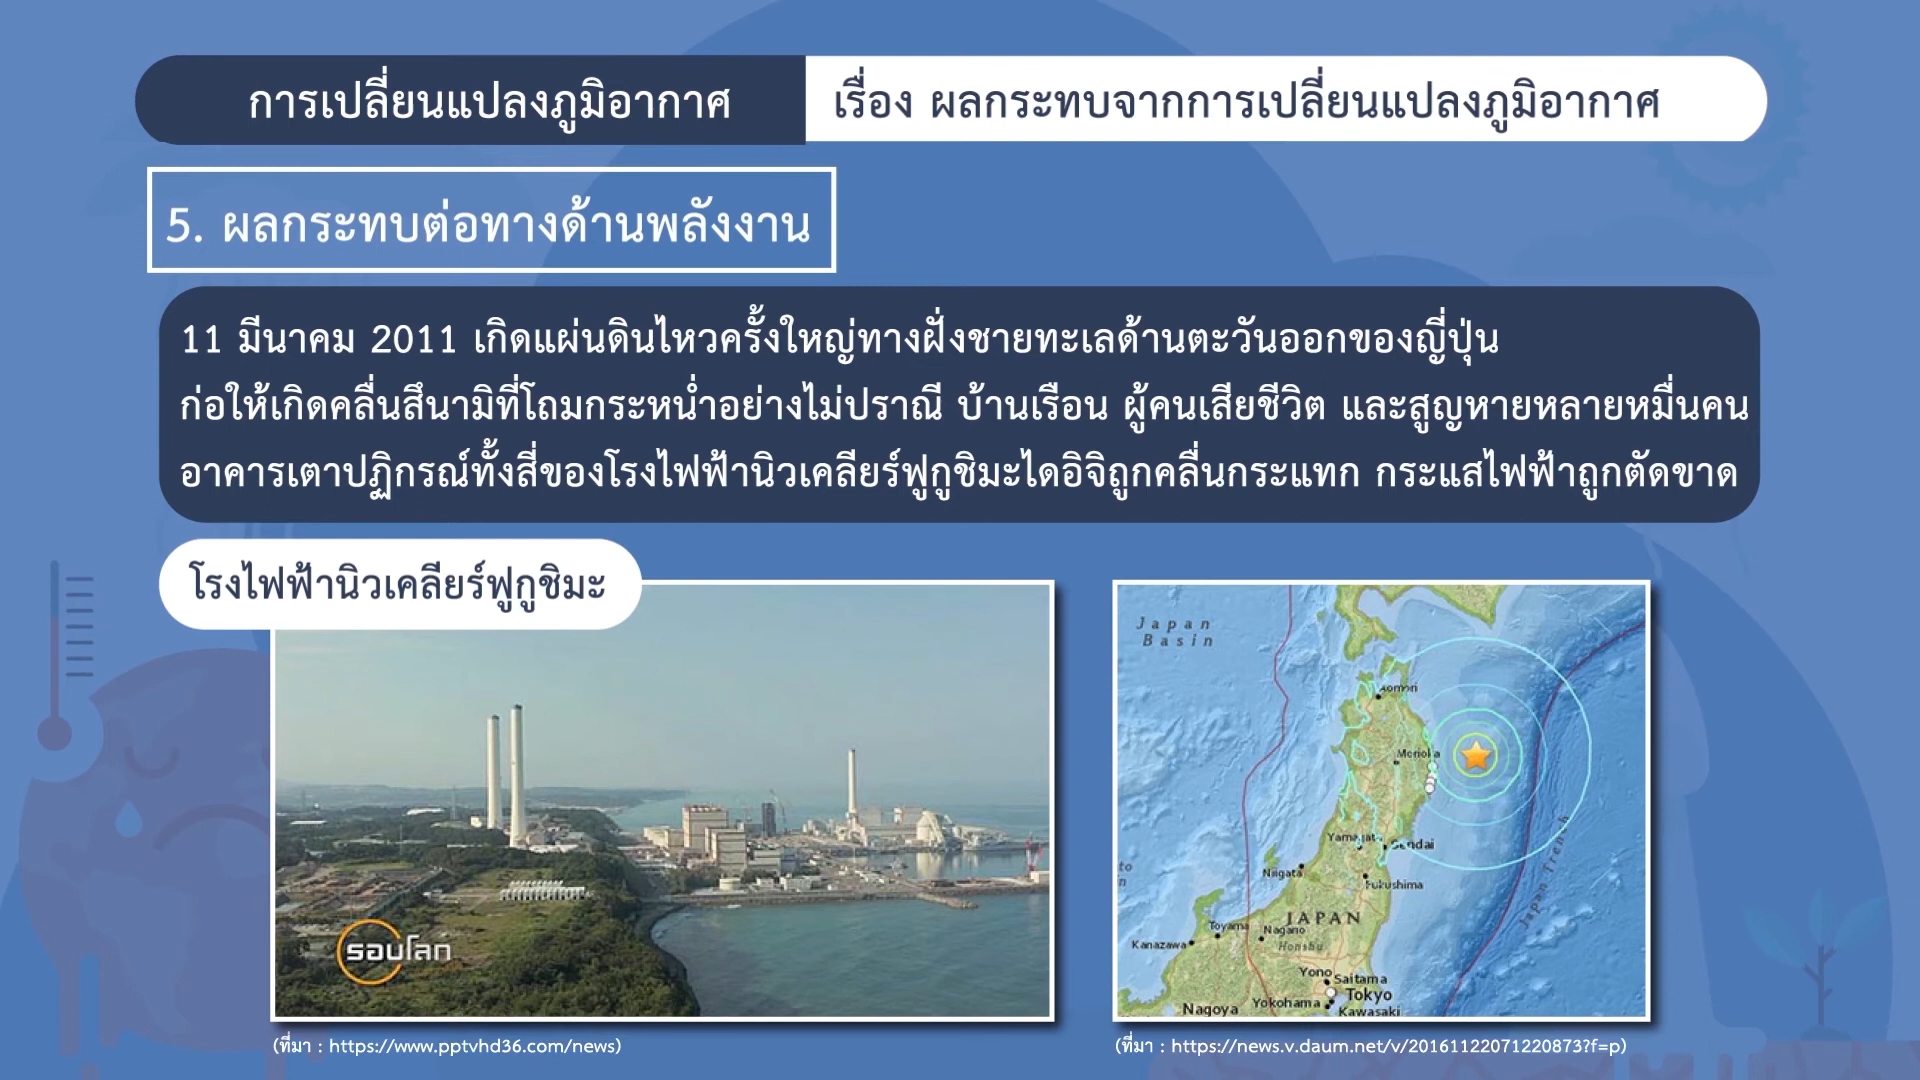 การเปลี่ยนแปลงภูมิอากาศ
เรื่อง ผลกระทบจากการเปลี่ยนแปลงภูมิอากาศ
5. ผลกระทบต่อทางด้านพลังงาน
11 มีนาคม 2011 เกิดแผ่นดินไหวครั้งใหญ่ทางฝั่งชายทะเลด้านตะวันออกของญี่ปุ่น
ก่อให้เกิดคลื่นสึนามิที่โถมกระหน่ำอย่างไม่ปราณี บ้านเรือน ผู้คนเสียชีวิต และสูญหายหลายหมื่นคน
อาคารเตาปฏิกรณ์ทั้งสี่ของโรงไฟฟ้านิวเคลียร์ฟูกูชิมะไดอิจิถูกคลื่นกระแทก กระแสไฟฟ้าถูกตัดขาด
โรงไฟฟ้านิวเคลียร์ฟูกูชิมะ
รอบโลก
Japan
Basin
Aomori
Morioka
Yamagata
Sendai
Niigata
Fukushima
Japan Trench
JAPAN
Toyama
Nagano
Kanazawa
Honshu
Yono
Saitama
Tokyo
Yokohama
Nagoya
Kawasaki
(ที่มา : https://www.pptvhd36.com/news)
(ที่มา : https://news.v.daum.net/v/20161122071220873?f=p)